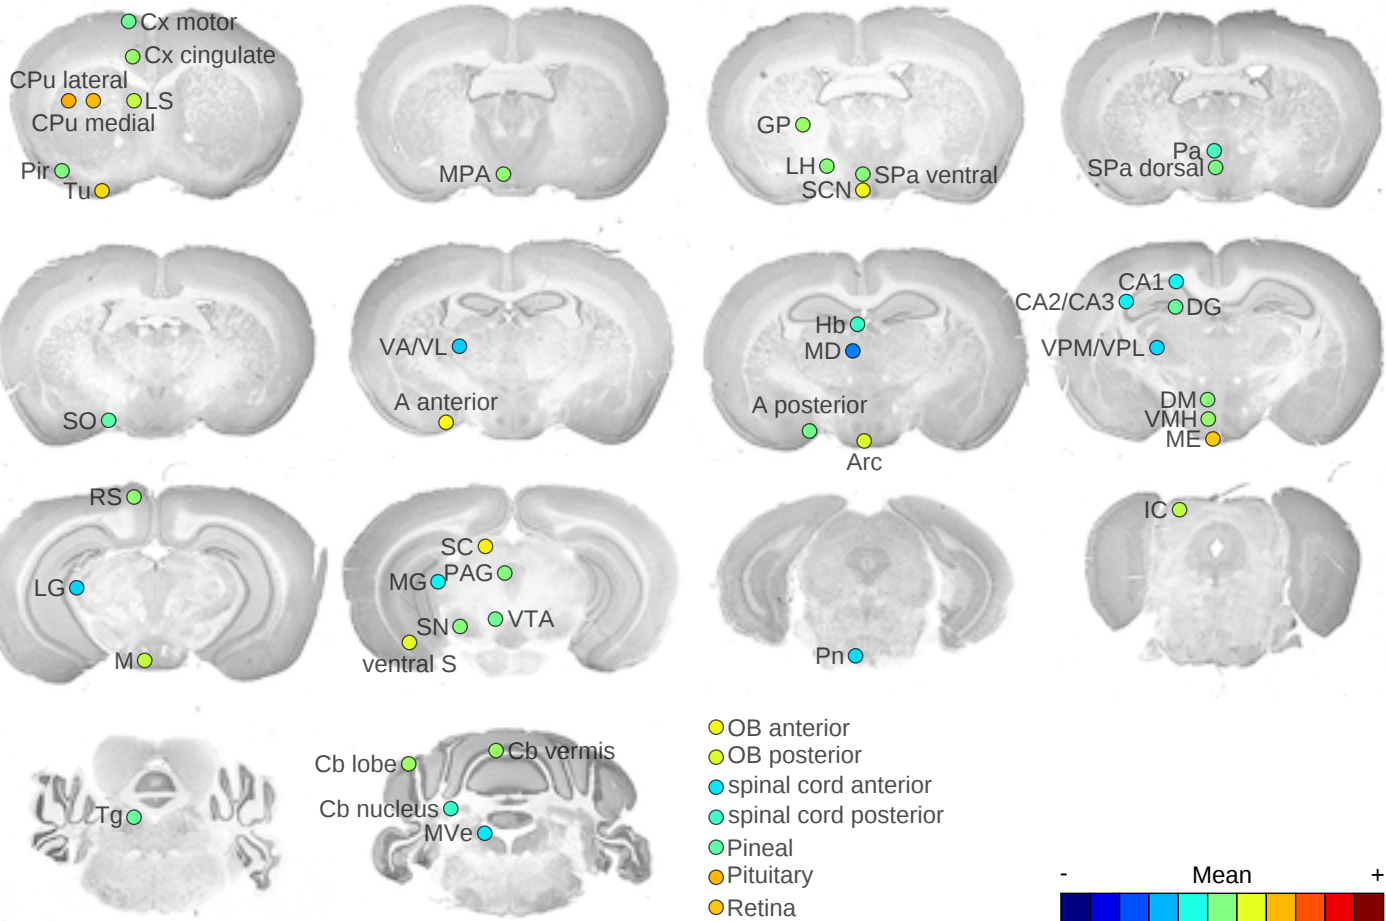 Cx motor
Cx cingulate
CPu lateral
LS
CPu medial
Pir
Tu
MPA
GP
LH
SPa ventral
SCN
Pa
SPa dorsal
SO
VA/VL
A anterior
Hb
MD
A posterior
Arc
CA1
CA2/CA3
DG
VPM/VPL
DM
VMH
ME
RS
LG
M
SC
MG
PAG
SN
VTA
ventral S
Pn
IC
Tg
Cb lobe
Cb vermis
Cb nucleus
MVe
OB anterior
OB posterior
spinal cord anterior
spinal cord posterior
Pineal
Pituitary
Retina
- Mean +